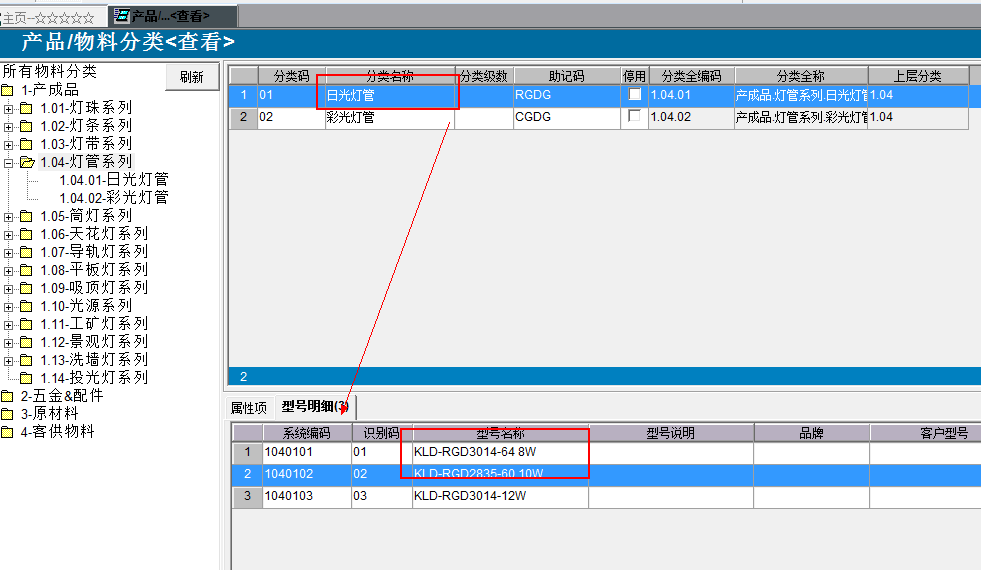 主页--☆☆☆☆☆ 产品/...<查看>
产品/物料分类<查看>
所有物料分类 刷新
1-产成品
1.01-灯珠系列
1.02-灯条系列
1.03-灯带系列
1.04-灯管系列
1.04.01-日光灯管
1.04.02-彩光灯管
1.05-筒灯系列
1.06-天花灯系列
1.07-导轨灯系列
1.08-平板灯系列
1.09-吸顶灯系列
1.10-光源系列
1.11-工矿灯系列
1.12-景观灯系列
1.13-洗墙灯系列
1.14-投光灯系列
2-五金&配件
3-原材料
4-客供物料
分类码 分类名称 分类级数 助记码 停用 分类全编码 分类全称 上层分类
1 01 日光灯管 RGDG 1.04.01 产成品.灯管系列.日光灯 1.04
2 02 彩光灯管 CGDG 1.04.02 产成品.灯管系列.彩光灯 1.04
2
属性项 型号明细(3)
系统编码 识别码 型号名称 型号说明 品牌 客户型号
1 1040101 01 KLD-RGD3014-64 8W
2 1040102 02 KLD-RGD2835-60 10W
3 1040103 03 KLD-RGD3014-12W